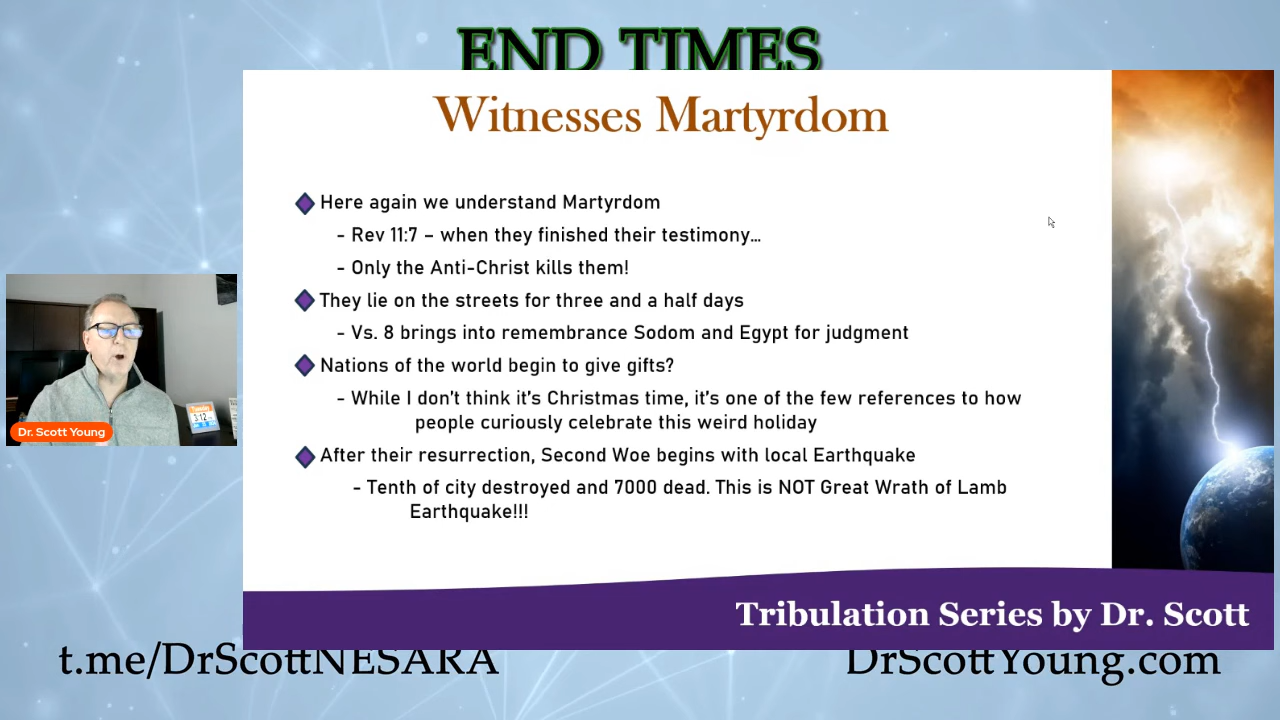 END TIMES
Witnesses Martyrdom
Here again we understand Martyrdom
- Rev 11:7 – when they finished their testimony...
- Only the Anti-Christ kills them!
They lie on the streets for three and a half days
- Vs. 8 brings into remembrance Sodom and Egypt for judgment
Nations of the world begin to give gifts?
- While I don't think it's Christmas time, it's one of the few references to how
people curiously celebrate this weird holiday
After their resurrection, Second Woe begins with local Earthquake
- Tenth of city destroyed and 7000 dead. This is NOT Great Wrath of Lamb
Earthquake!!!
Tribulation Series by Dr. Scott
Dr. Scott Young
3:12
t.me/DrScottNESARA
DrScottYoung.com